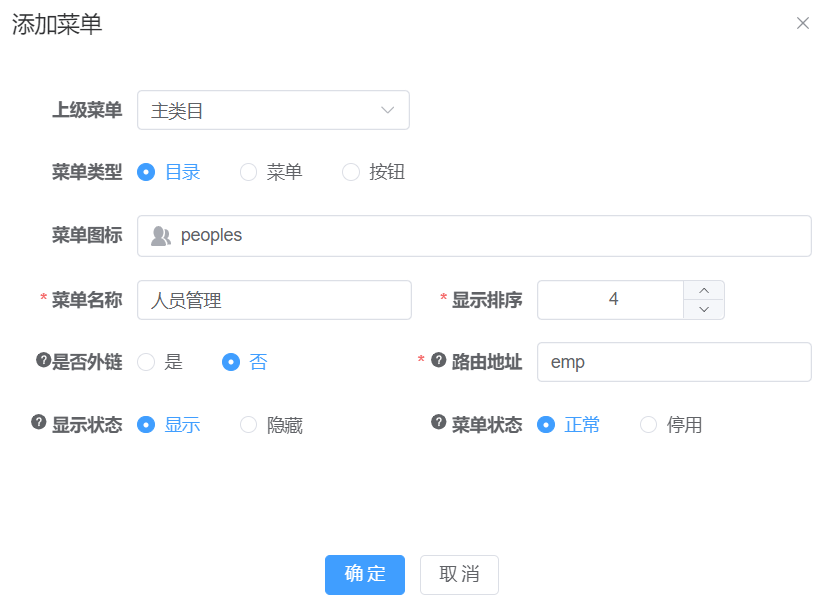 添加菜单
上级菜单 主类目
菜单类型 目录 菜单 按钮
菜单图标 peoples
* 菜单名称 人员管理 * 显示排序 4
? 是否外链 是 否 * ? 路由地址 emp
? 显示状态 显示 隐藏 ? 菜单状态 正常 停用
确定 取消